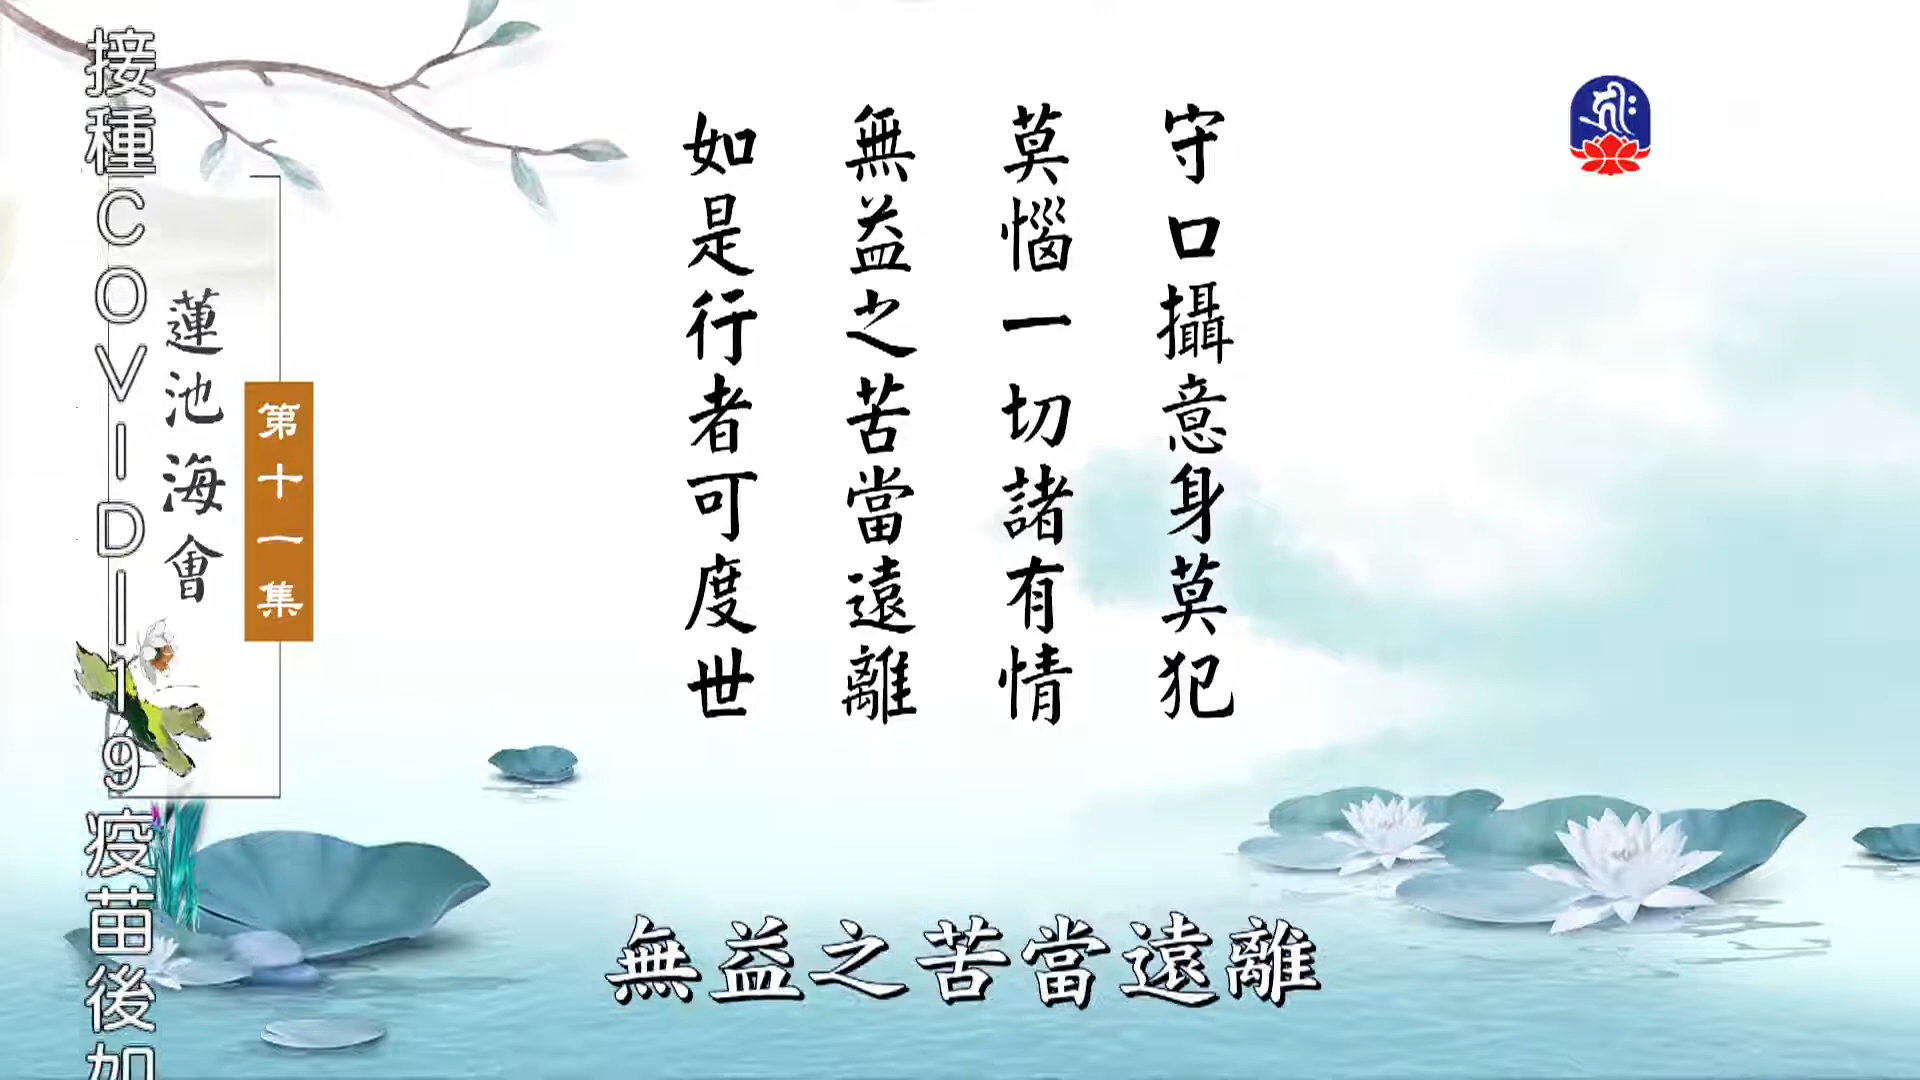 守口攝意身莫犯
莫惱一切諸有情
無益之苦當遠離
如是行者可度世
第十一集
蓮池海會
接種COVID-19疫苗後如
無益之苦當遠離